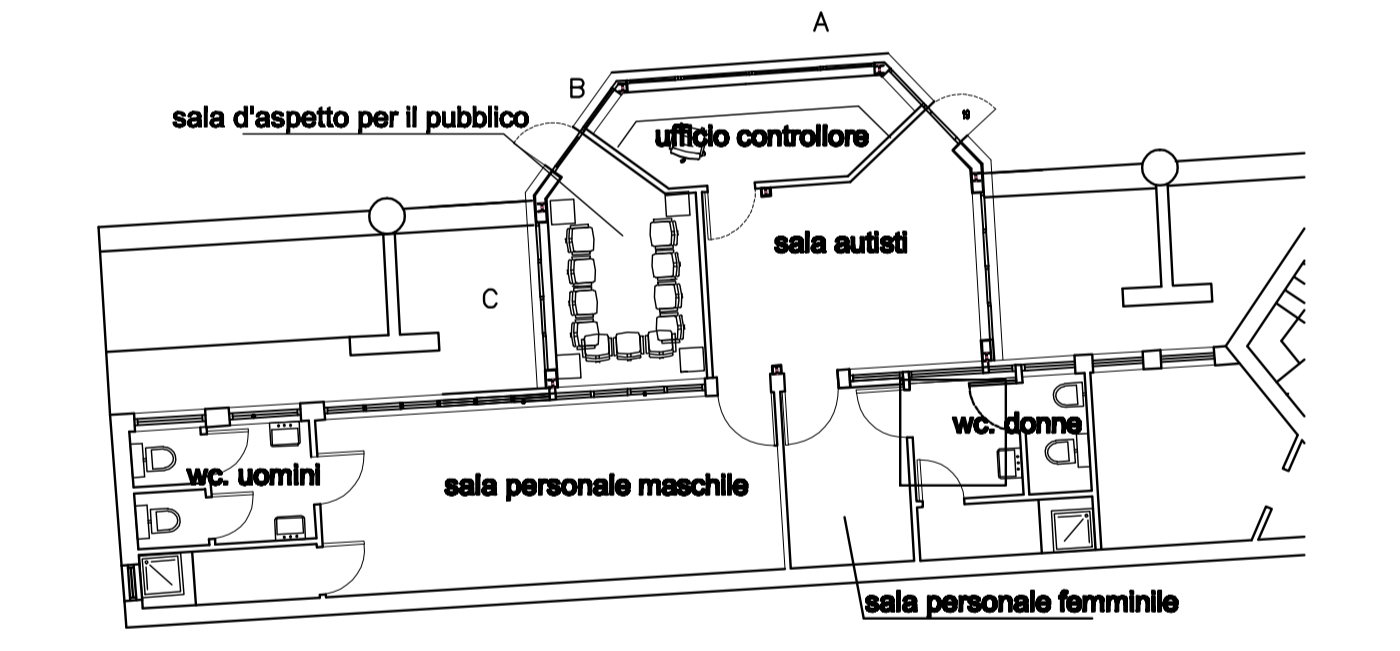 A
B
sala d'aspetto per il pubblico
19
ufficio controllore
sala autisti
C
wc. donne
wc. uomini
sala personale maschile
sala personale femminile